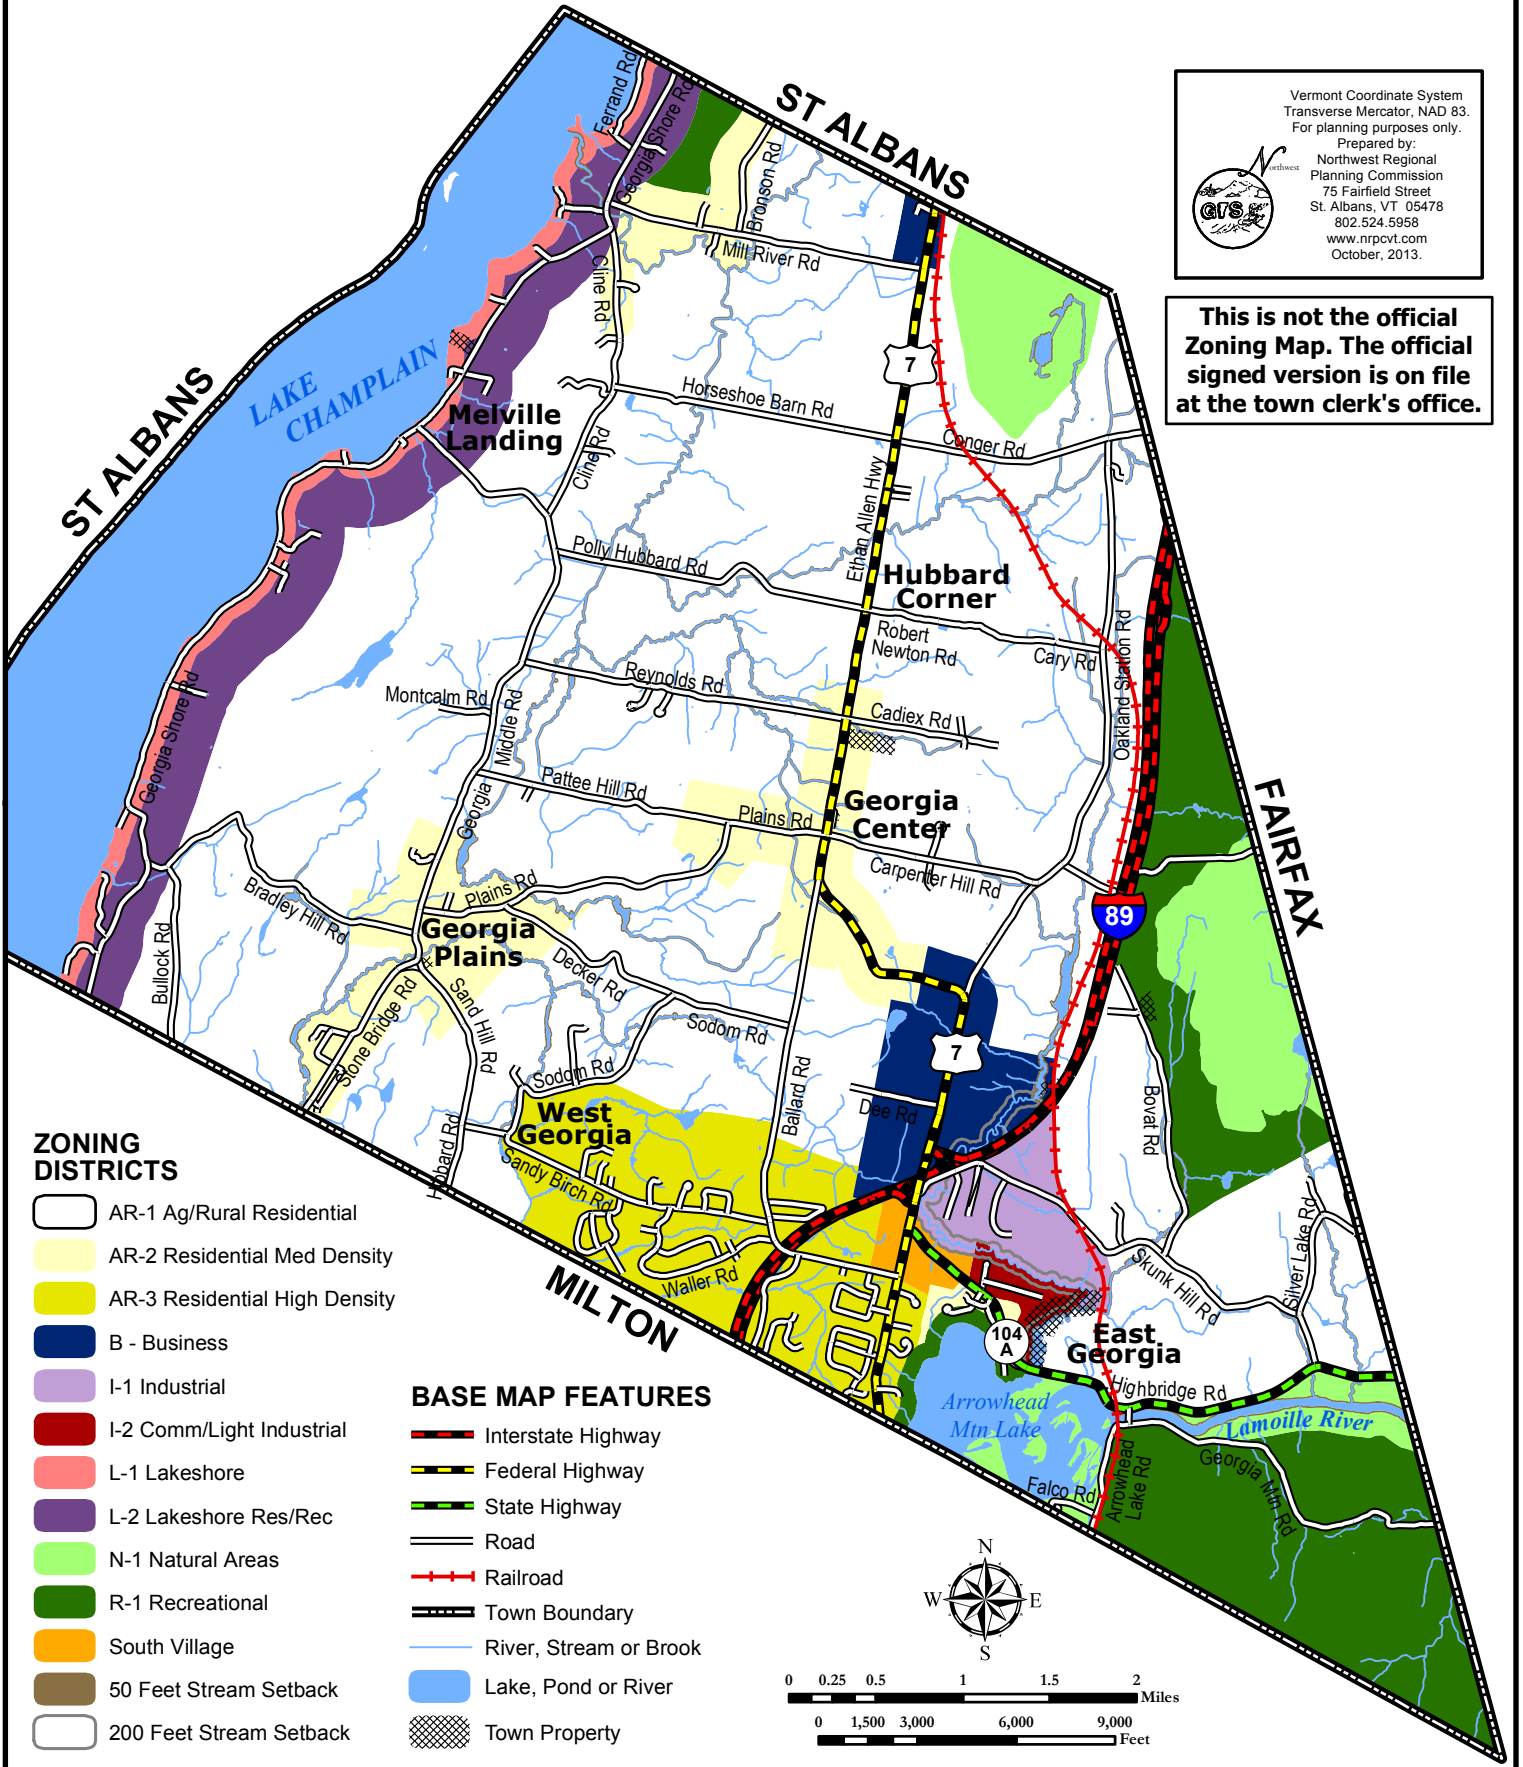 ST ALBANS
Vermont Coordinate System
Transverse Mercator, NAD 83.
For planning purposes only.
Prepared by:
Northwest Regional
Planning Commission
75 Fairfield Street
St. Albans, VT 05478
802.524.5958
www.nrpcvt.com
October, 2013.
Northwest
GIS
This is not the official
Zoning Map. The official
signed version is on file
at the town clerk's office.
Ferrand Rd
Georgia Shore Rd
Bronson Rd
Mill River Rd
Cline Rd
7
LAKE
CHAMPLAIN
ST ALBANS
Melville
Landing
Horseshoe Barn Rd
Conger Rd
Cline Rd
Ethan Allen Hwy
Polly Hubbard Rd
Hubbard
Corner
Robert
Newton Rd
Cary Rd
Oakland Station Rd
Reynolds Rd
Montcalm Rd
Cadiex Rd
Georgia Shore Rd
Georgia Middle Rd
Pattee Hill Rd
Plains Rd
Georgia
Center
Carpenter Hill Rd
FAIRFAX
89
Bradley Hill Rd
Plains Rd
Georgia
Plains
Bullock Rd
Decker Rd
Sand Hill Rd
Stone Bridge Rd
Sodom Rd
Sodom Rd
7
Ballard Rd
Dee Rd
Bovat Rd
West
Georgia
Hibbard Rd
Sandy Birch Rd
Waller Rd
MILTON
Skunk Hill Rd
Silver Lake Rd
104
A
East
Georgia
Highbridge Rd
Arrowhead
Mtn Lake
Lamoille River
Georgia Mtn Rd
Falco Rd
Arrowhead
Lake Rd
ZONING
DISTRICTS
AR-1 Ag/Rural Residential
AR-2 Residential Med Density
AR-3 Residential High Density
B - Business
I-1 Industrial
I-2 Comm/Light Industrial
L-1 Lakeshore
L-2 Lakeshore Res/Rec
N-1 Natural Areas
R-1 Recreational
South Village
50 Feet Stream Setback
200 Feet Stream Setback
BASE MAP FEATURES
Interstate Highway
Federal Highway
State Highway
Road
Railroad
Town Boundary
River, Stream or Brook
Lake, Pond or River
Town Property
N
W E
S
0 0.25 0.5 1 1.5 2
Miles
0 1,500 3,000 6,000 9,000
Feet